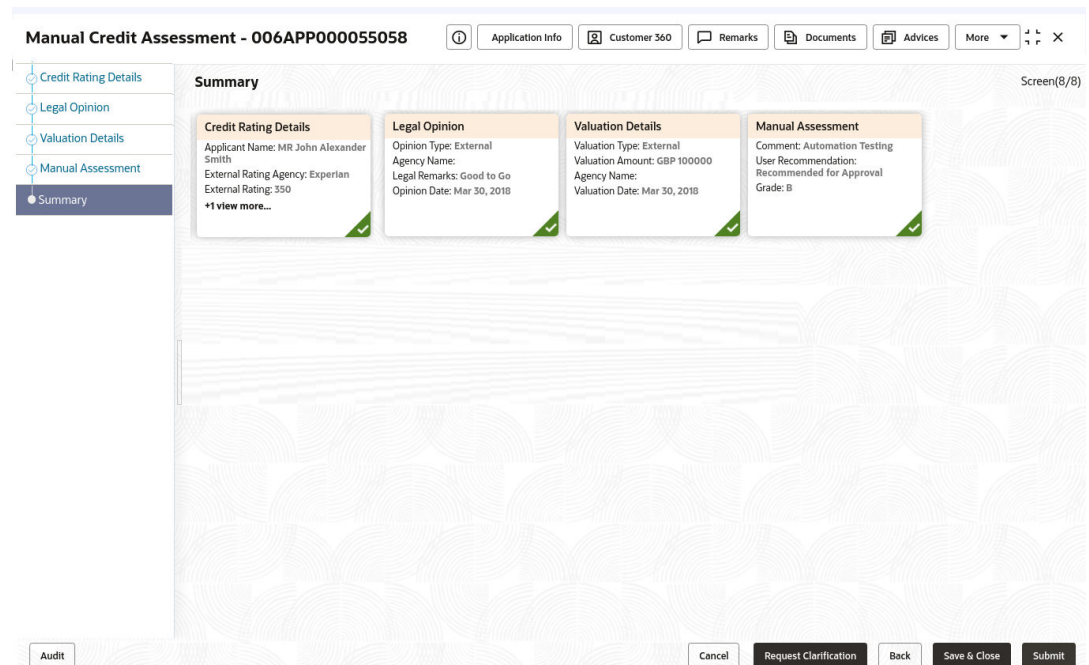 Manual Credit Assessment - 006APP000055058
Application Info
Customer 360
Remarks
Documents
Advices
More
Credit Rating Details
Legal Opinion
Valuation Details
Manual Assessment
Summary
Summary
Screen(8/8)
Credit Rating Details
Applicant Name: MR John Alexander
Smith
External Rating Agency: Experian
External Rating: 350
+1 view more...
Legal Opinion
Opinion Type: External
Agency Name:
Legal Remarks: Good to Go
Opinion Date: Mar 30, 2018
Valuation Details
Valuation Type: External
Valuation Amount: GBP 100000
Agency Name:
Valuation Date: Mar 30, 2018
Manual Assessment
Comment: Automation Testing
User Recommendation:
Recommended for Approval
Grade: B
Audit
Cancel
Request Clarification
Back
Save & Close
Submit